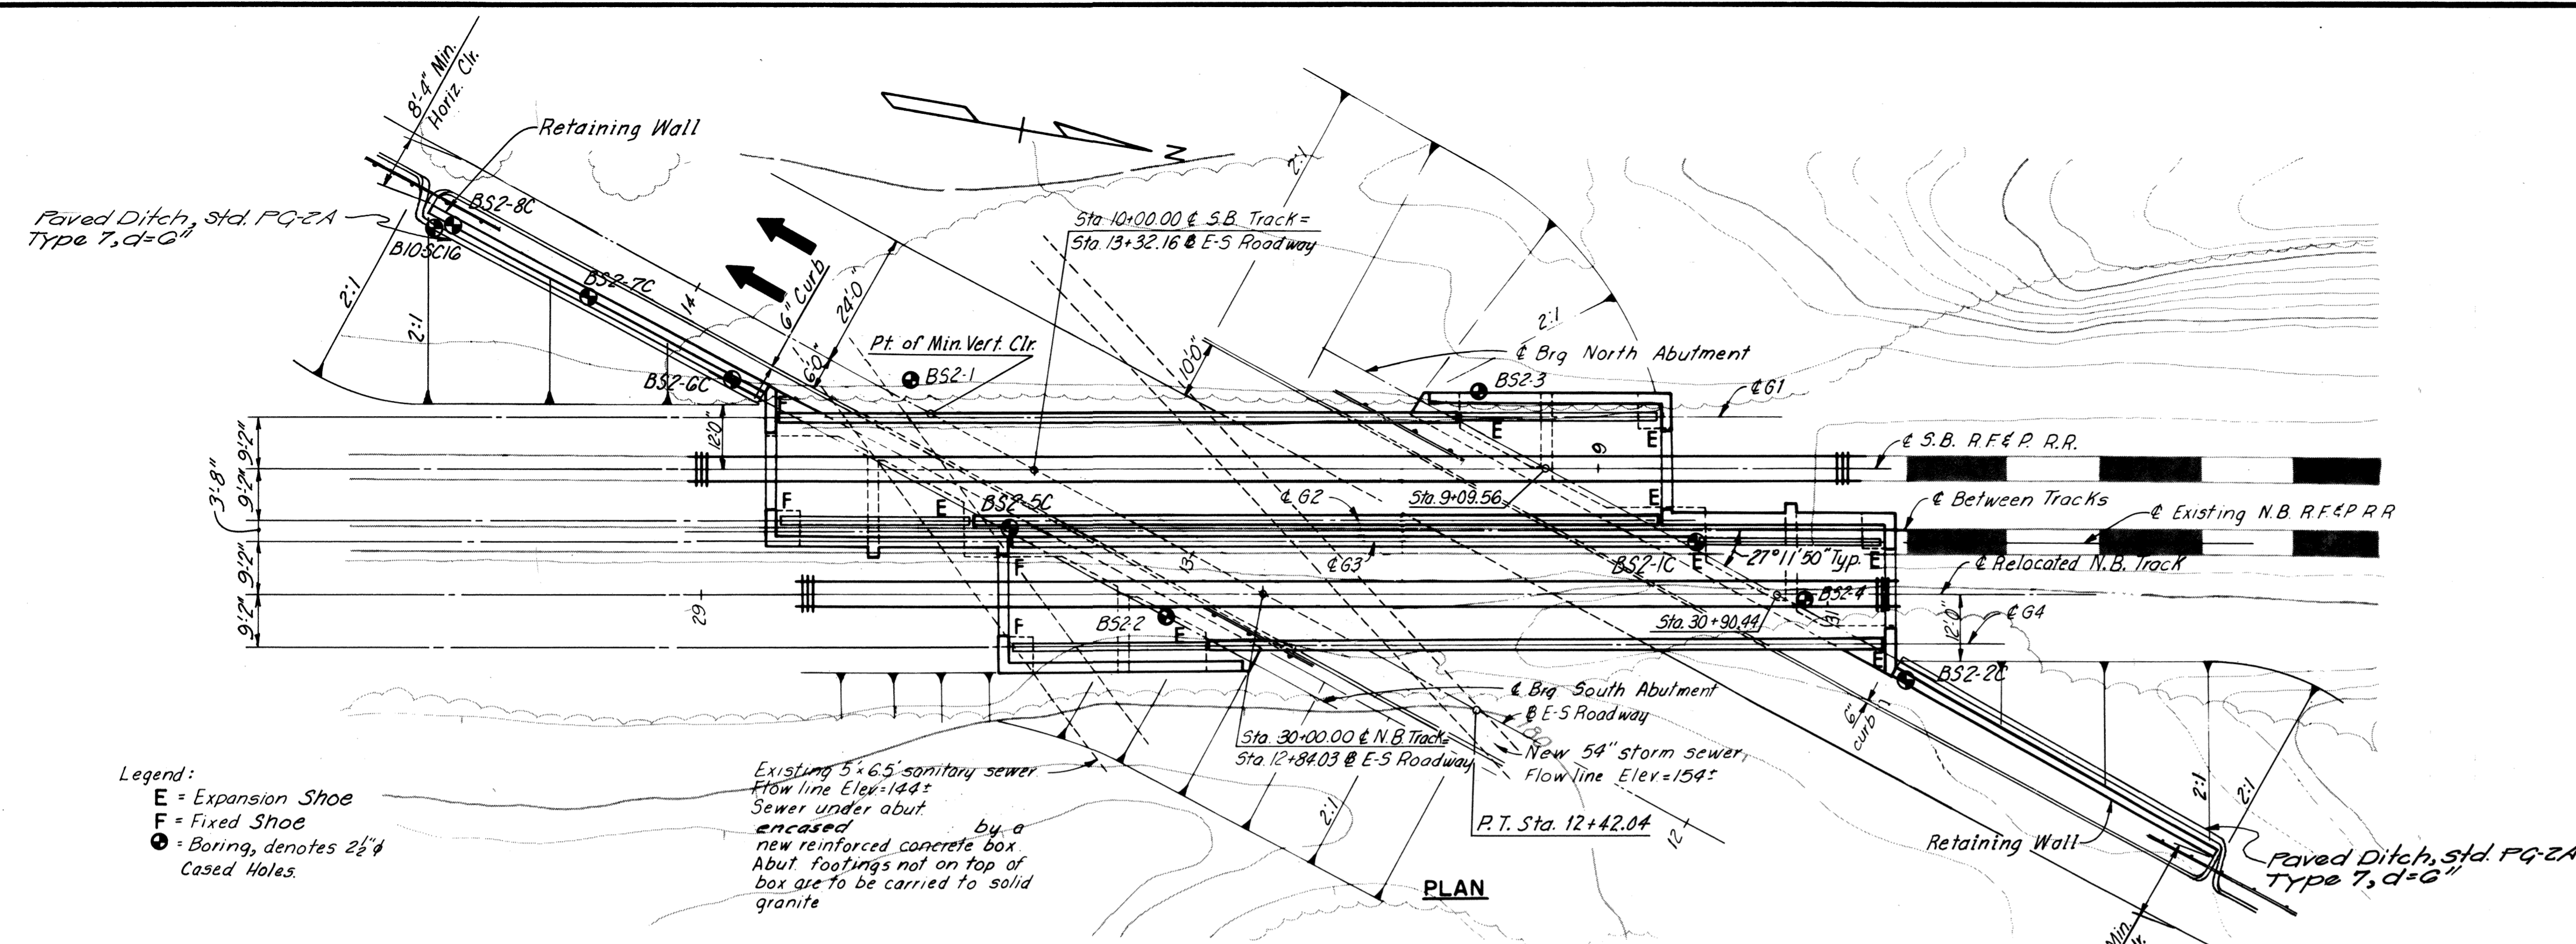 8'-4" Min.
Horiz. Clr.
Retaining Wall
N
Paved Ditch, Std. PG-2A
Type 7, d=6"
BS2-8C
B10-SC16
2:1
2:1
BS2-7C
14
6" Curb
24'-0"
6'-0"
Sta. 10+00.00 ℄ S.B. Track=
Sta. 13+32.16 B E-S Roadway
2:1
2:1
10'-0"
℄ Brg North Abutment
Pt. of Min. Vert. Clr.
BS2-6C
BS2-1
BS2-3
℄ G1
E
E
E
12'-0"
9'-2"
9'-2"
3'-8"
9'-2"
9'-2"
9
℄ S.B. R.F.&P. R.R.
F
E
BS2-5C
℄ G2
Sta. 9+09.56
E
℄ Between Tracks
℄ Existing N.B. R.F.&P R R
F
13
℄ G3
BS2-1C
E
27°11'50" Typ.
E
℄ Relocated N.B. Track
29
BS2-4
31
12'-0"
℄ G4
F
BS2-2
E
Sta. 30+90.44
E
BS2-2C
℄ Brg South Abutment
B E-S Roadway
6"
curb
Sta. 30+00.00 ℄ N.B. Track=
Sta. 12+84.03 B E-S Roadway
New 54" storm sewer,
Flow line Elev.=154±
Legend:
E = Expansion Shoe
F = Fixed Shoe
= Boring, denotes 2½"ϕ
Cased Holes.
Existing 5'x6.5' sanitary sewer
Flow line Elev.=144±
Sewer under abut.
encased by a
new reinforced concrete box.
Abut. footings not on top of
box are to be carried to solid
granite
2:1
P.T. Sta. 12+42.04
12
PLAN
2:1
2:1
Retaining Wall
Paved Ditch, Std. PG-2A
Type 7, d=6"
Min.